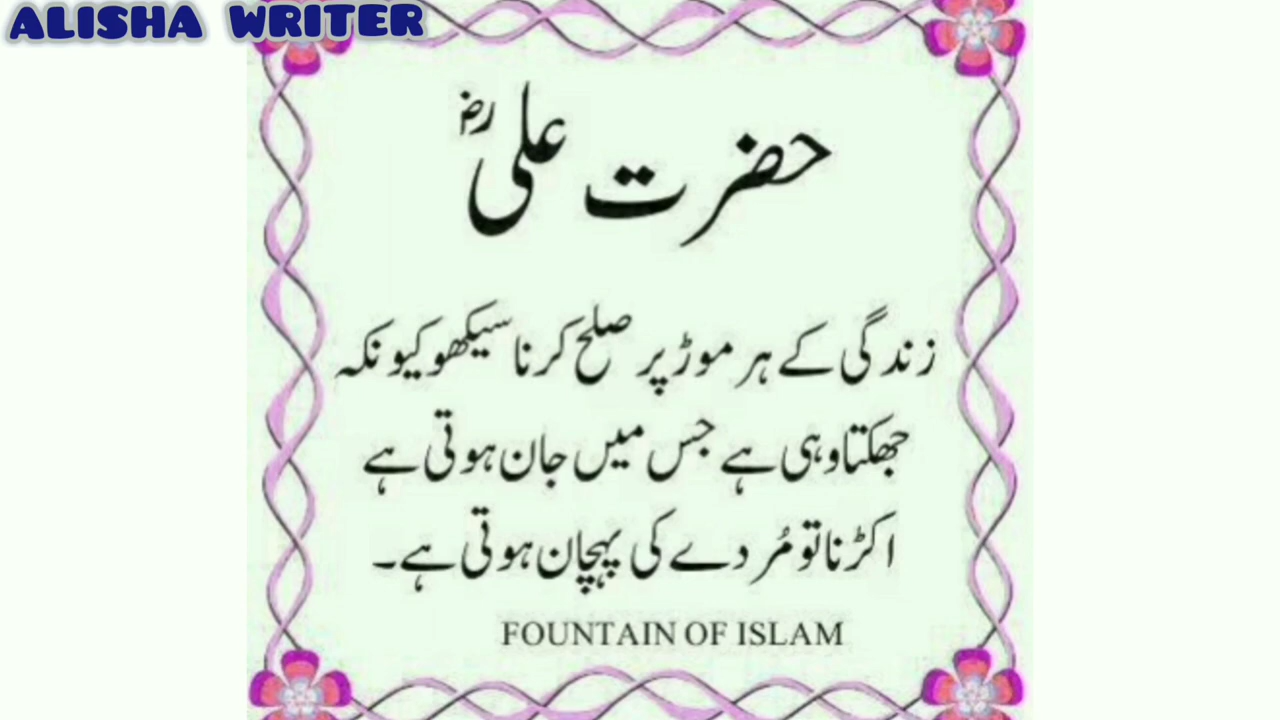 ALISHA WRITER
حضرت علیؓ
زندگی کے ہر موڑ پر صلح کرنا سیکھو کیونکہ
جھکتا وہی ہے جس میں جان ہوتی ہے
اکڑنا تو مُردے کی پہچان ہوتی ہے۔
FOUNTAIN OF ISLAM